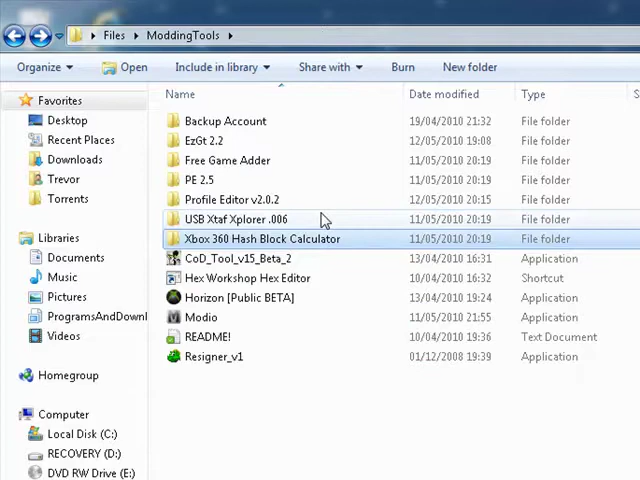 Files ModdingTools
Organize Open Include in library Share with Burn New folder
Name Date modified Type S
Favorites
Desktop
Recent Places
Downloads
Trevor
Torrents
Libraries
Documents
Music
Pictures
ProgramsAndDownl
Videos
Homegroup
Computer
Local Disk (C:)
RECOVERY (D:)
DVD RW Drive (E:)
Backup Account 19/04/2010 21:32 File folder
EzGt 2.2 12/05/2010 19:08 File folder
Free Game Adder 11/05/2010 20:19 File folder
PE 2.5 11/05/2010 20:19 File folder
Profile Editor v2.0.2 12/05/2010 20:15 File folder
USB Xtaf Xplorer .006 11/05/2010 20:19 File folder
Xbox 360 Hash Block Calculator 11/05/2010 20:19 File folder
CoD_Tool_v15_Beta_2 13/04/2010 16:31 Application
Hex Workshop Hex Editor 13/04/2010 16:32 Shortcut
Horizon [Public BETA] 13/04/2010 19:24 Application
Modio 11/05/2010 21:55 Application
README! 10/04/2010 19:36 Text Document
Resigner_v1 01/12/2008 19:39 Application